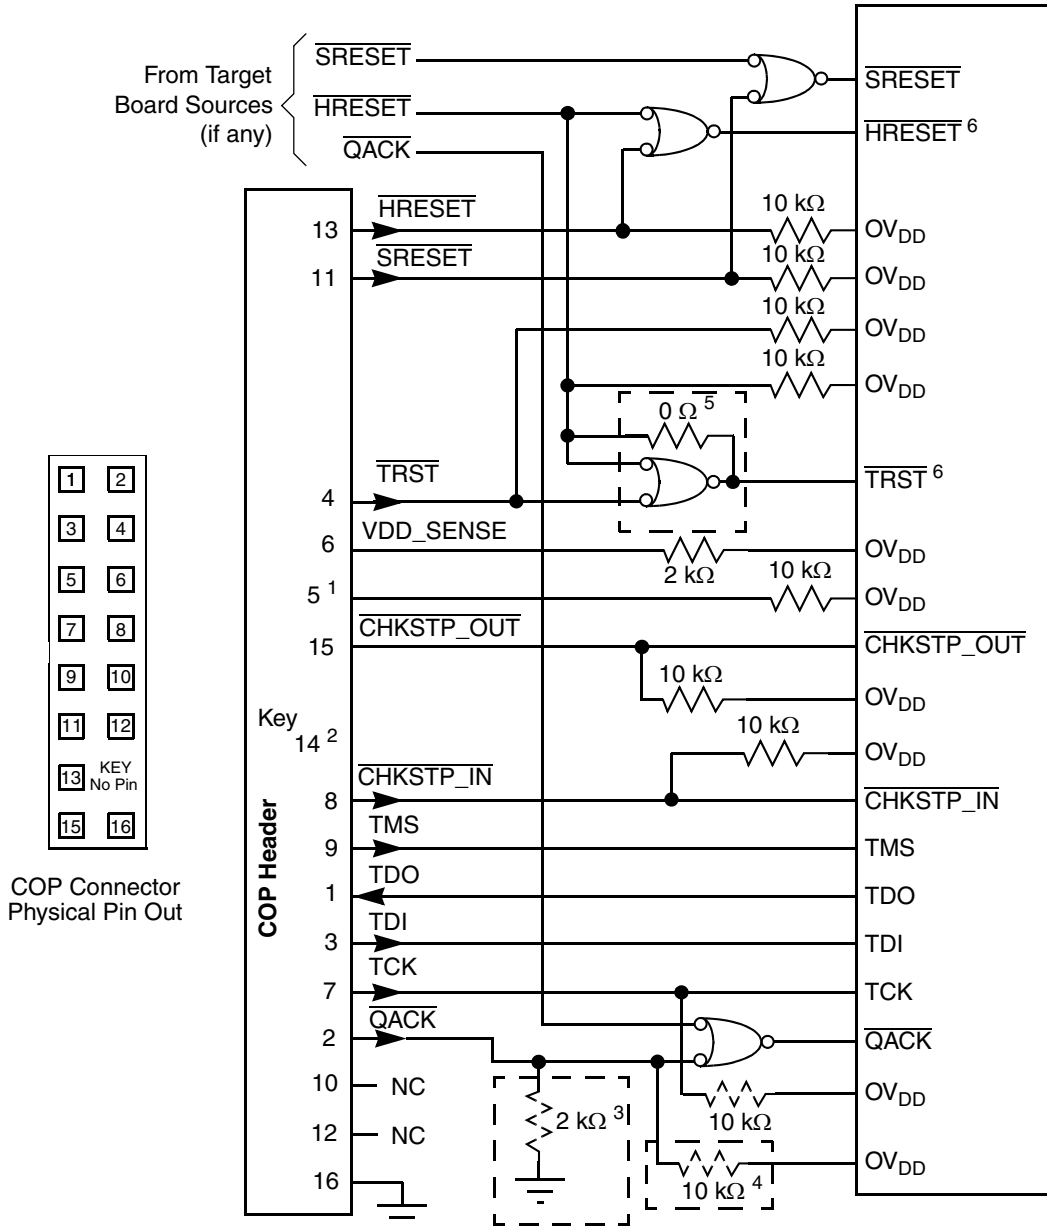 From Target
Board Sources
(if any)
SRESET
HRESET
QACK
SRESET
HRESET 6
13
HRESET
10 kΩ
OVDD
11
SRESET
10 kΩ
OVDD
10 kΩ
OVDD
10 kΩ
OVDD
0 Ω 5
4
TRST
TRST 6
6
VDD_SENSE
2 kΩ
OVDD
5 1
10 kΩ
OVDD
15
CHKSTP_OUT
CHKSTP_OUT
10 kΩ
OVDD
Key
14 2
10 kΩ
OVDD
8
CHKSTP_IN
CHKSTP_IN
9
TMS
TMS
1
TDO
TDO
3
TDI
TDI
7
TCK
TCK
2
QACK
QACK
10
NC
2 kΩ 3
10 kΩ
OVDD
12
NC
10 kΩ 4
OVDD
16
COP Header
1 2
3 4
5 6
7 8
9 10
11 12
13 KEY
No Pin
15 16
COP Connector
Physical Pin Out